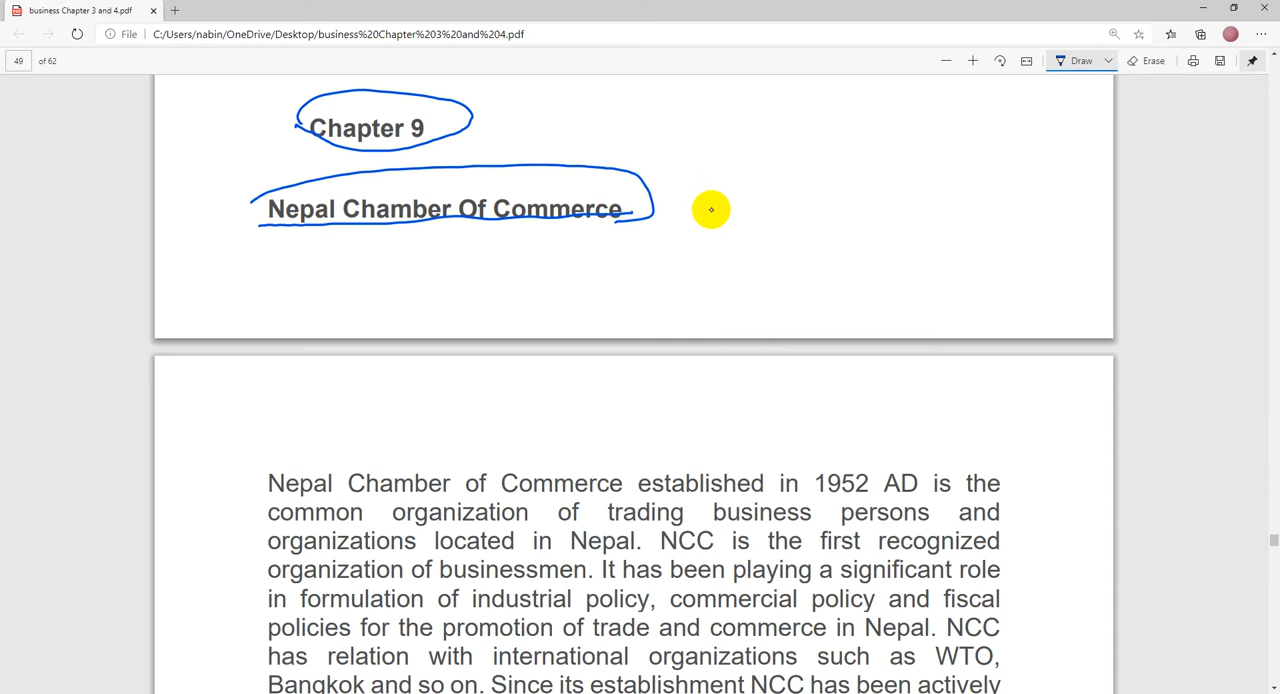 business Chapter 3 and 4.pdf
File C:/Users/nabin/OneDrive/Desktop/business%20Chapter%203%20and%204.pdf
49 of 62 Draw Erase
Chapter 9
Nepal Chamber Of Commerce
Nepal Chamber of Commerce established in 1952 AD is the
common organization of trading business persons and
organizations located in Nepal. NCC is the first recognized
organization of businessmen. It has been playing a significant role
in formulation of industrial policy, commercial policy and fiscal
policies for the promotion of trade and commerce in Nepal. NCC
has relation with international organizations such as WTO,
Bangkok and so on. Since its establishment NCC has been actively